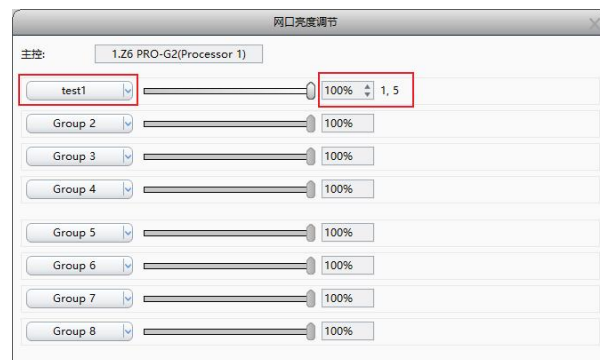 网口亮度调节
主控: 1.Z6 PRO-G2(Processor 1)
test1 100% 1, 5
Group 2 100%
Group 3 100%
Group 4 100%
Group 5 100%
Group 6 100%
Group 7 100%
Group 8 100%